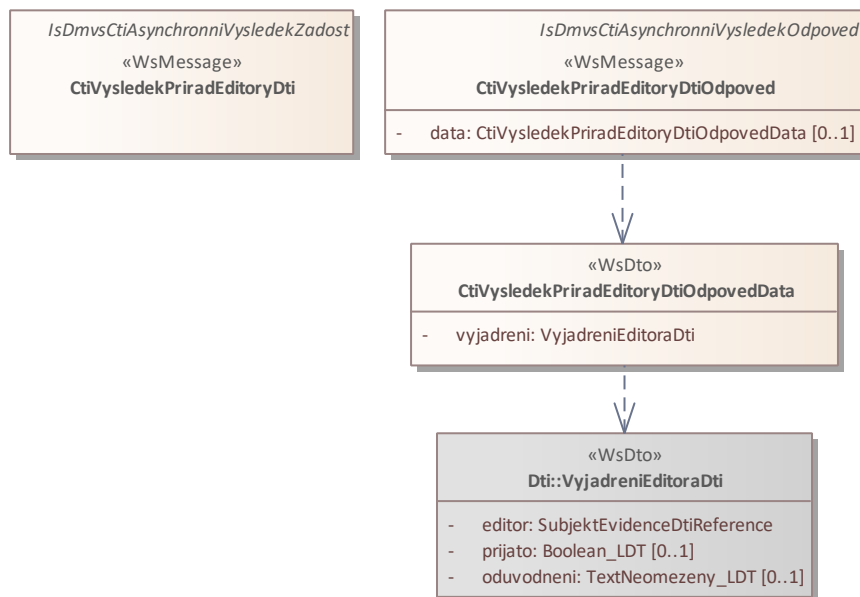 IsDmvsCtiAsynchronniVysledekZadost
«WsMessage»
CtiVysledekPriradEditoryDti
IsDmvsCtiAsynchronniVysledekOdpoved
«WsMessage»
CtiVysledekPriradEditoryDtiOdpoved
- data: CtiVysledekPriradEditoryDtiOdpovedData [0..1]
«WsDto»
CtiVysledekPriradEditoryDtiOdpovedData
- vyjadreni: VyjadreniEditoraDti
«WsDto»
Dti::VyjadreniEditoraDti
- editor: SubjektEvidenceDtiReference
- prijato: Boolean_LDT [0..1]
- oduvodneni: TextNeomezeny_LDT [0..1]